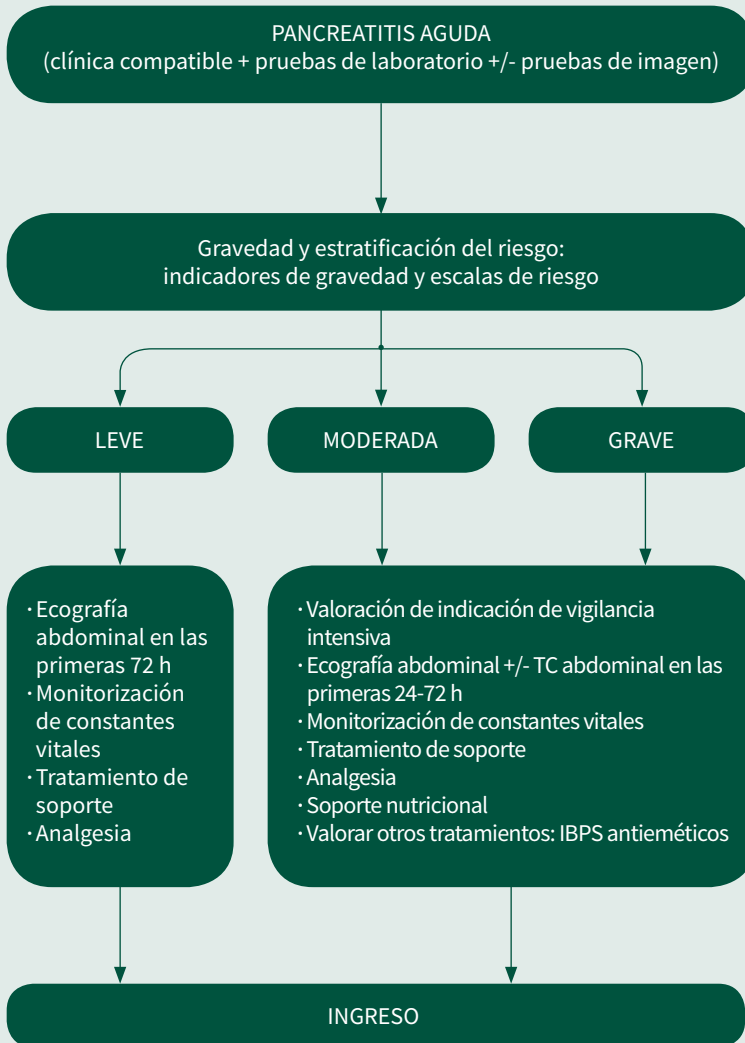 PANCREATITIS AGUDA
(clínica compatible + pruebas de laboratorio +/- pruebas de imagen)
Gravedad y estratificación del riesgo:
indicadores de gravedad y escalas de riesgo
LEVE
MODERADA
GRAVE
· Ecografía
abdominal en las
primeras 72 h
· Monitorización
de constantes
vitales
· Tratamiento de
soporte
· Analgesia
· Valoración de indicación de vigilancia
intensiva
· Ecografía abdominal +/- TC abdominal en las
primeras 24-72 h
· Monitorización de constantes vitales
· Tratamiento de soporte
· Analgesia
· Soporte nutricional
· Valorar otros tratamientos: IBPS antieméticos
INGRESO